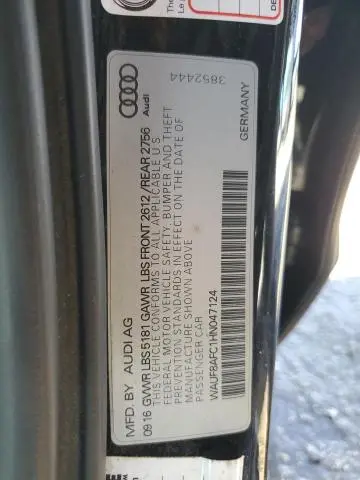 MFD. BY AUDI AG
09 16 GVWR LBS 5181 GAWR LBS FRONT 2612 / REAR 2756
THIS VEHICLE CONFORMS TO ALL APPLICABLE U S
FEDERAL MOTOR VEHICLE SAFETY, BUMPER AND THEFT
PREVENTION STANDARDS IN EFFECT ON THE DATE OF
MANUFACTURE SHOWN ABOVE
PASSENGER CAR
WAUF8AFC1HN047124
GERMANY
Audi
3852444